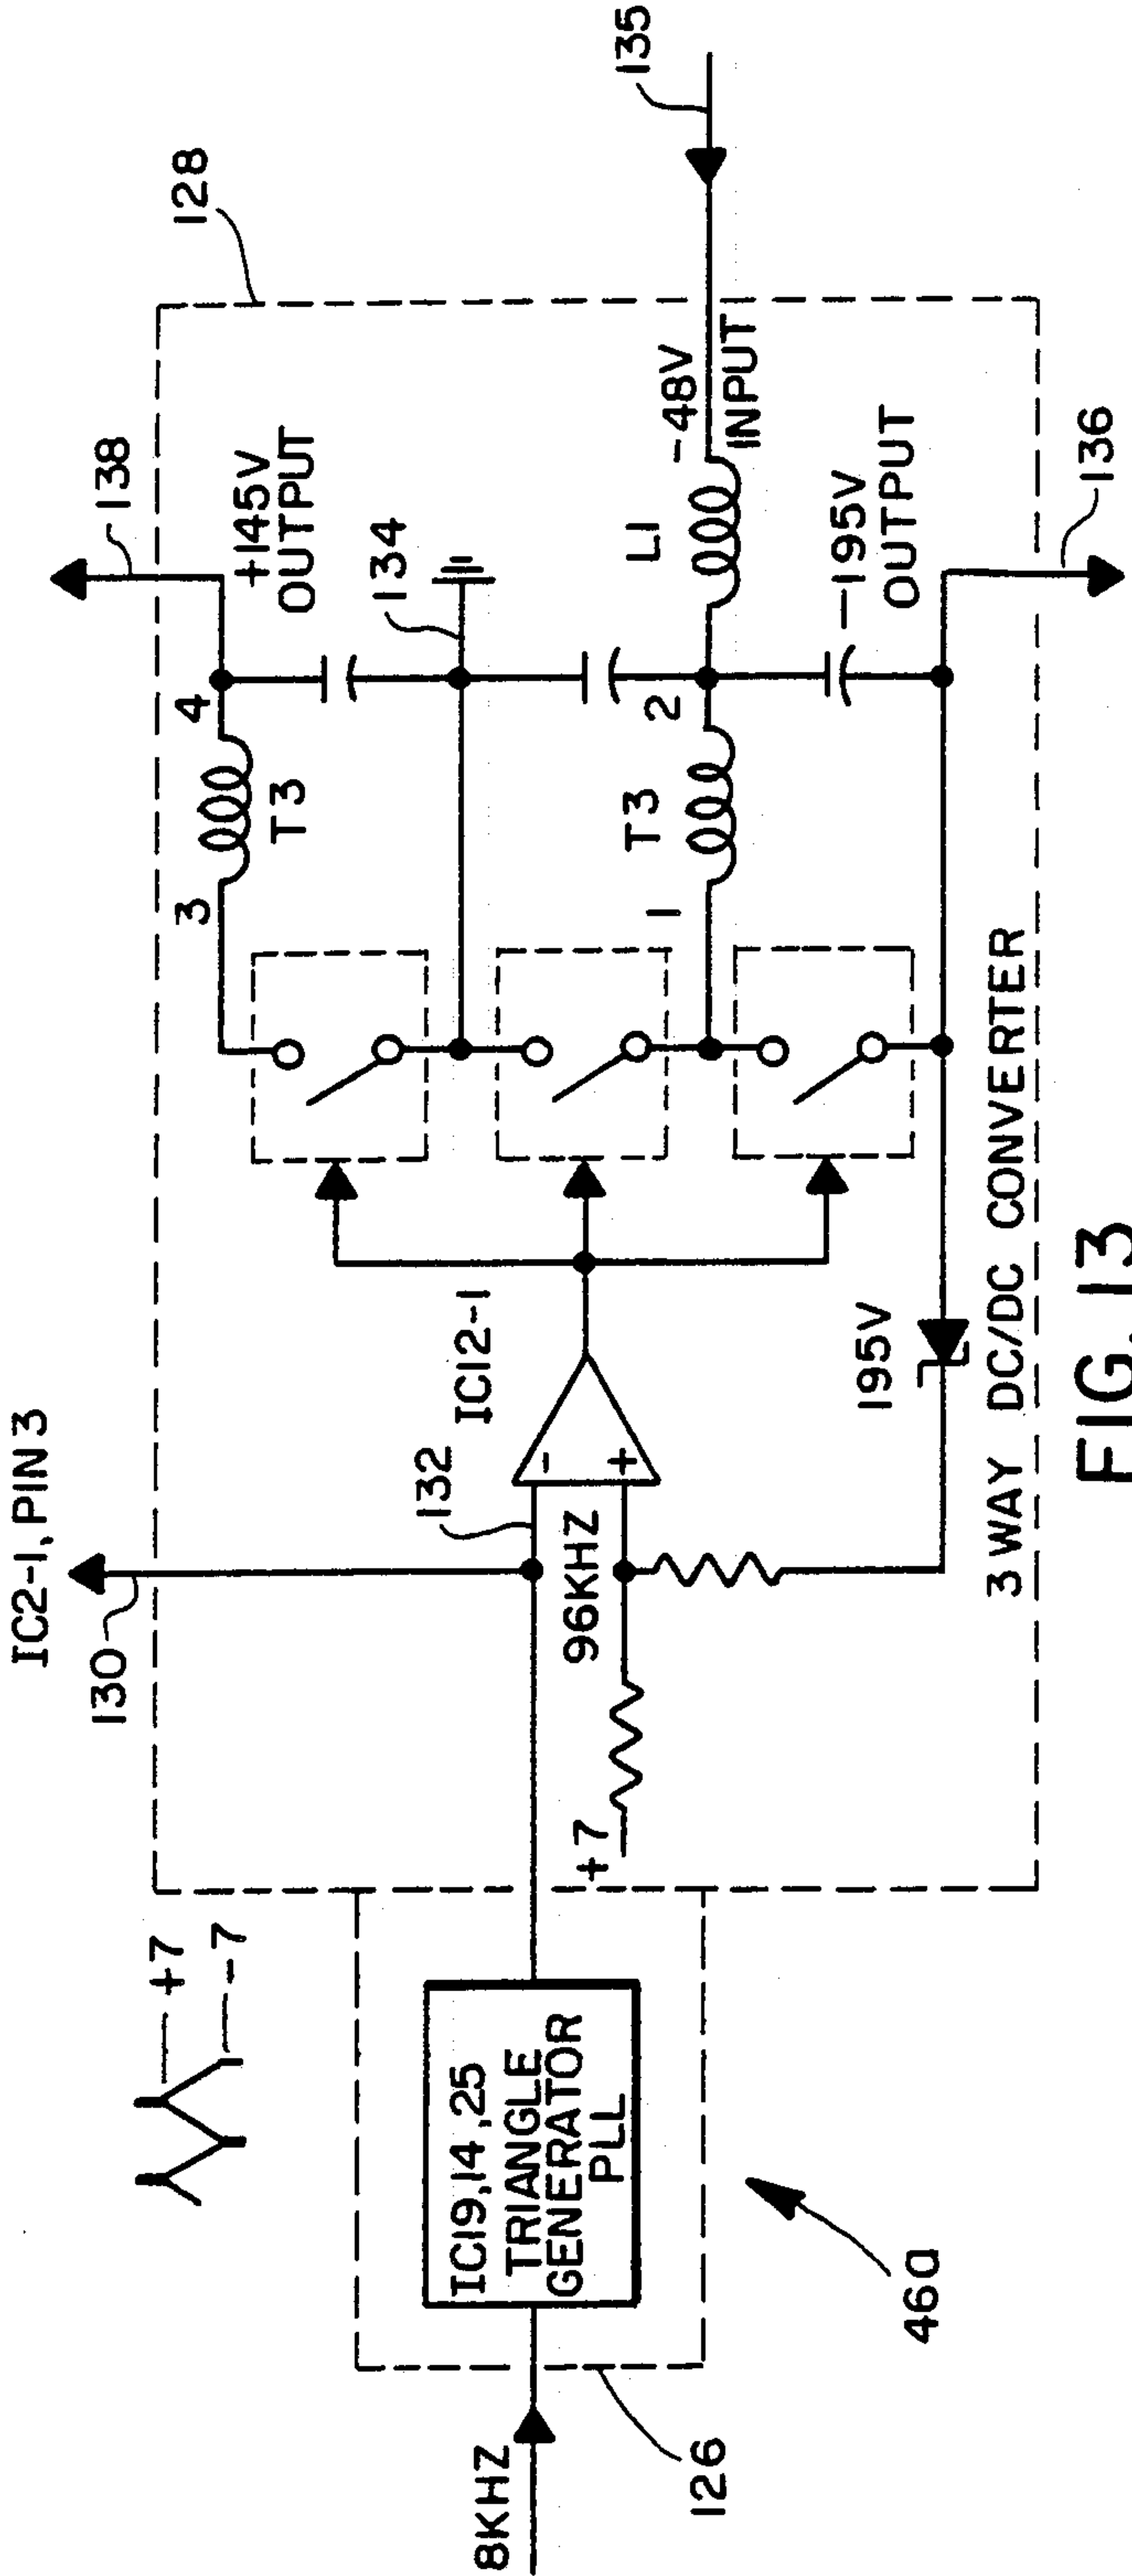 8KHZ
126
46a
IC19,14,25
TRIANGLE
GENERATOR
PLL
+7
-7
IC2-1, PIN 3
130
132
IC12-1
-
+
96KHZ
+7
195V
3 WAY DC/DC CONVERTER
128
138
+145V
OUTPUT
3
T3
4
134
1
T3
2
L1
-48V
INPUT
135
-195V
OUTPUT
136
FIG. 13